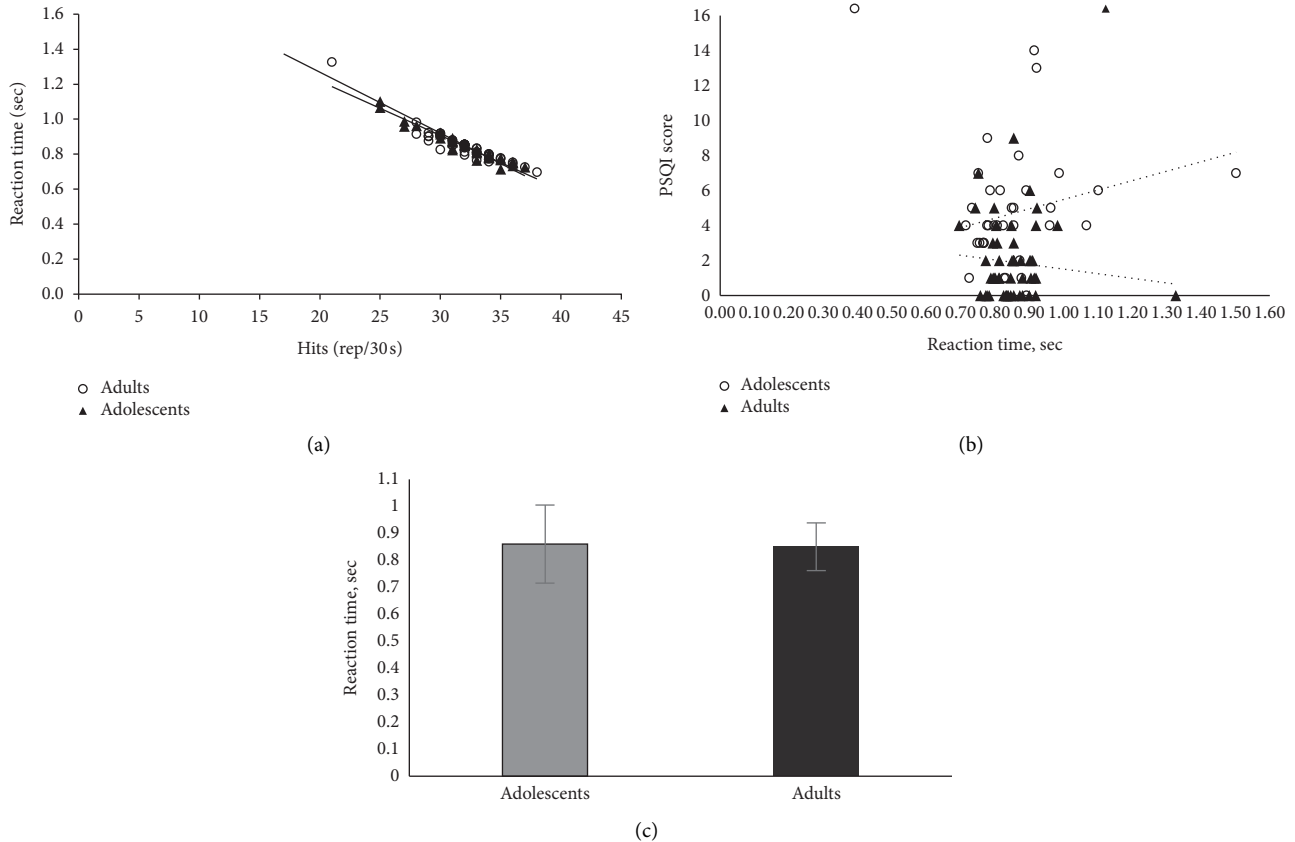 1.6
1.4
1.2
1.0
0.8
0.6
0.4
0.2
0.0
Reaction time (sec)
0 5 10 15 20 25 30 35 40 45
Hits (rep/30 s)
Adults
Adolescents
(a)
16
14
12
10
8
6
4
2
0
PSQI score
0.00 0.10 0.20 0.30 0.40 0.50 0.60 0.70 0.80 0.90 1.00 1.10 1.20 1.30 1.40 1.50 1.60
Reaction time, sec
Adolescents
Adults
(b)
1.1
1
0.9
0.8
0.7
0.6
0.5
0.4
0.3
0.2
0.1
0
Reaction time, sec
Adolescents Adults
(c)